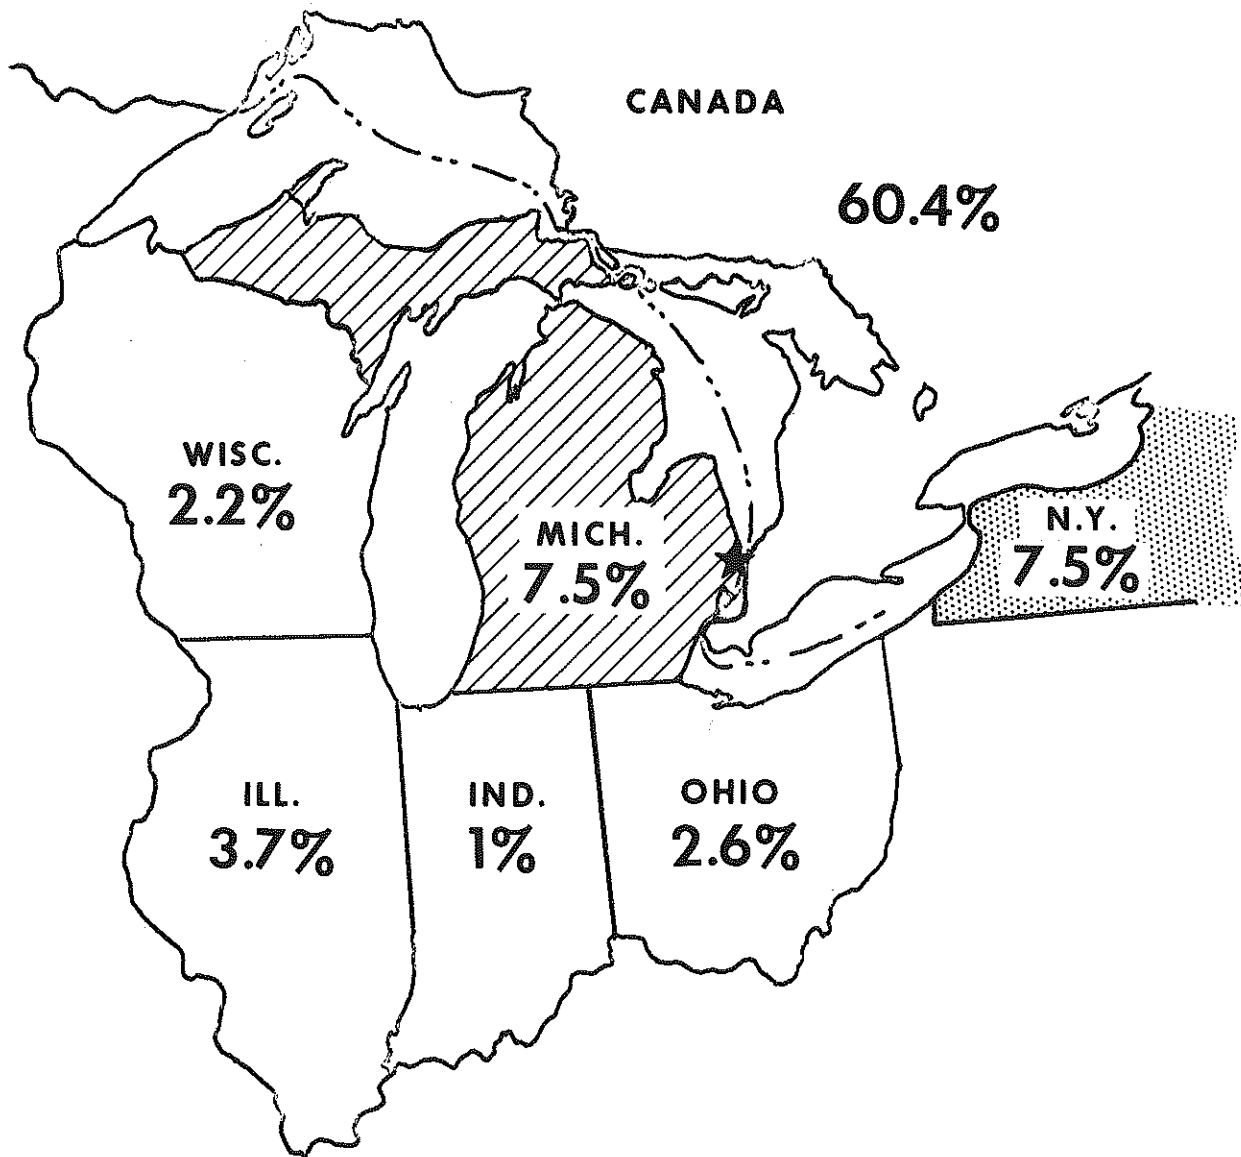 CANADA
60.4%
WISC.
2.2%
MICH.
7.5%
N.Y.
7.5%
ILL.
3.7%
IND.
1%
OHIO
2.6%